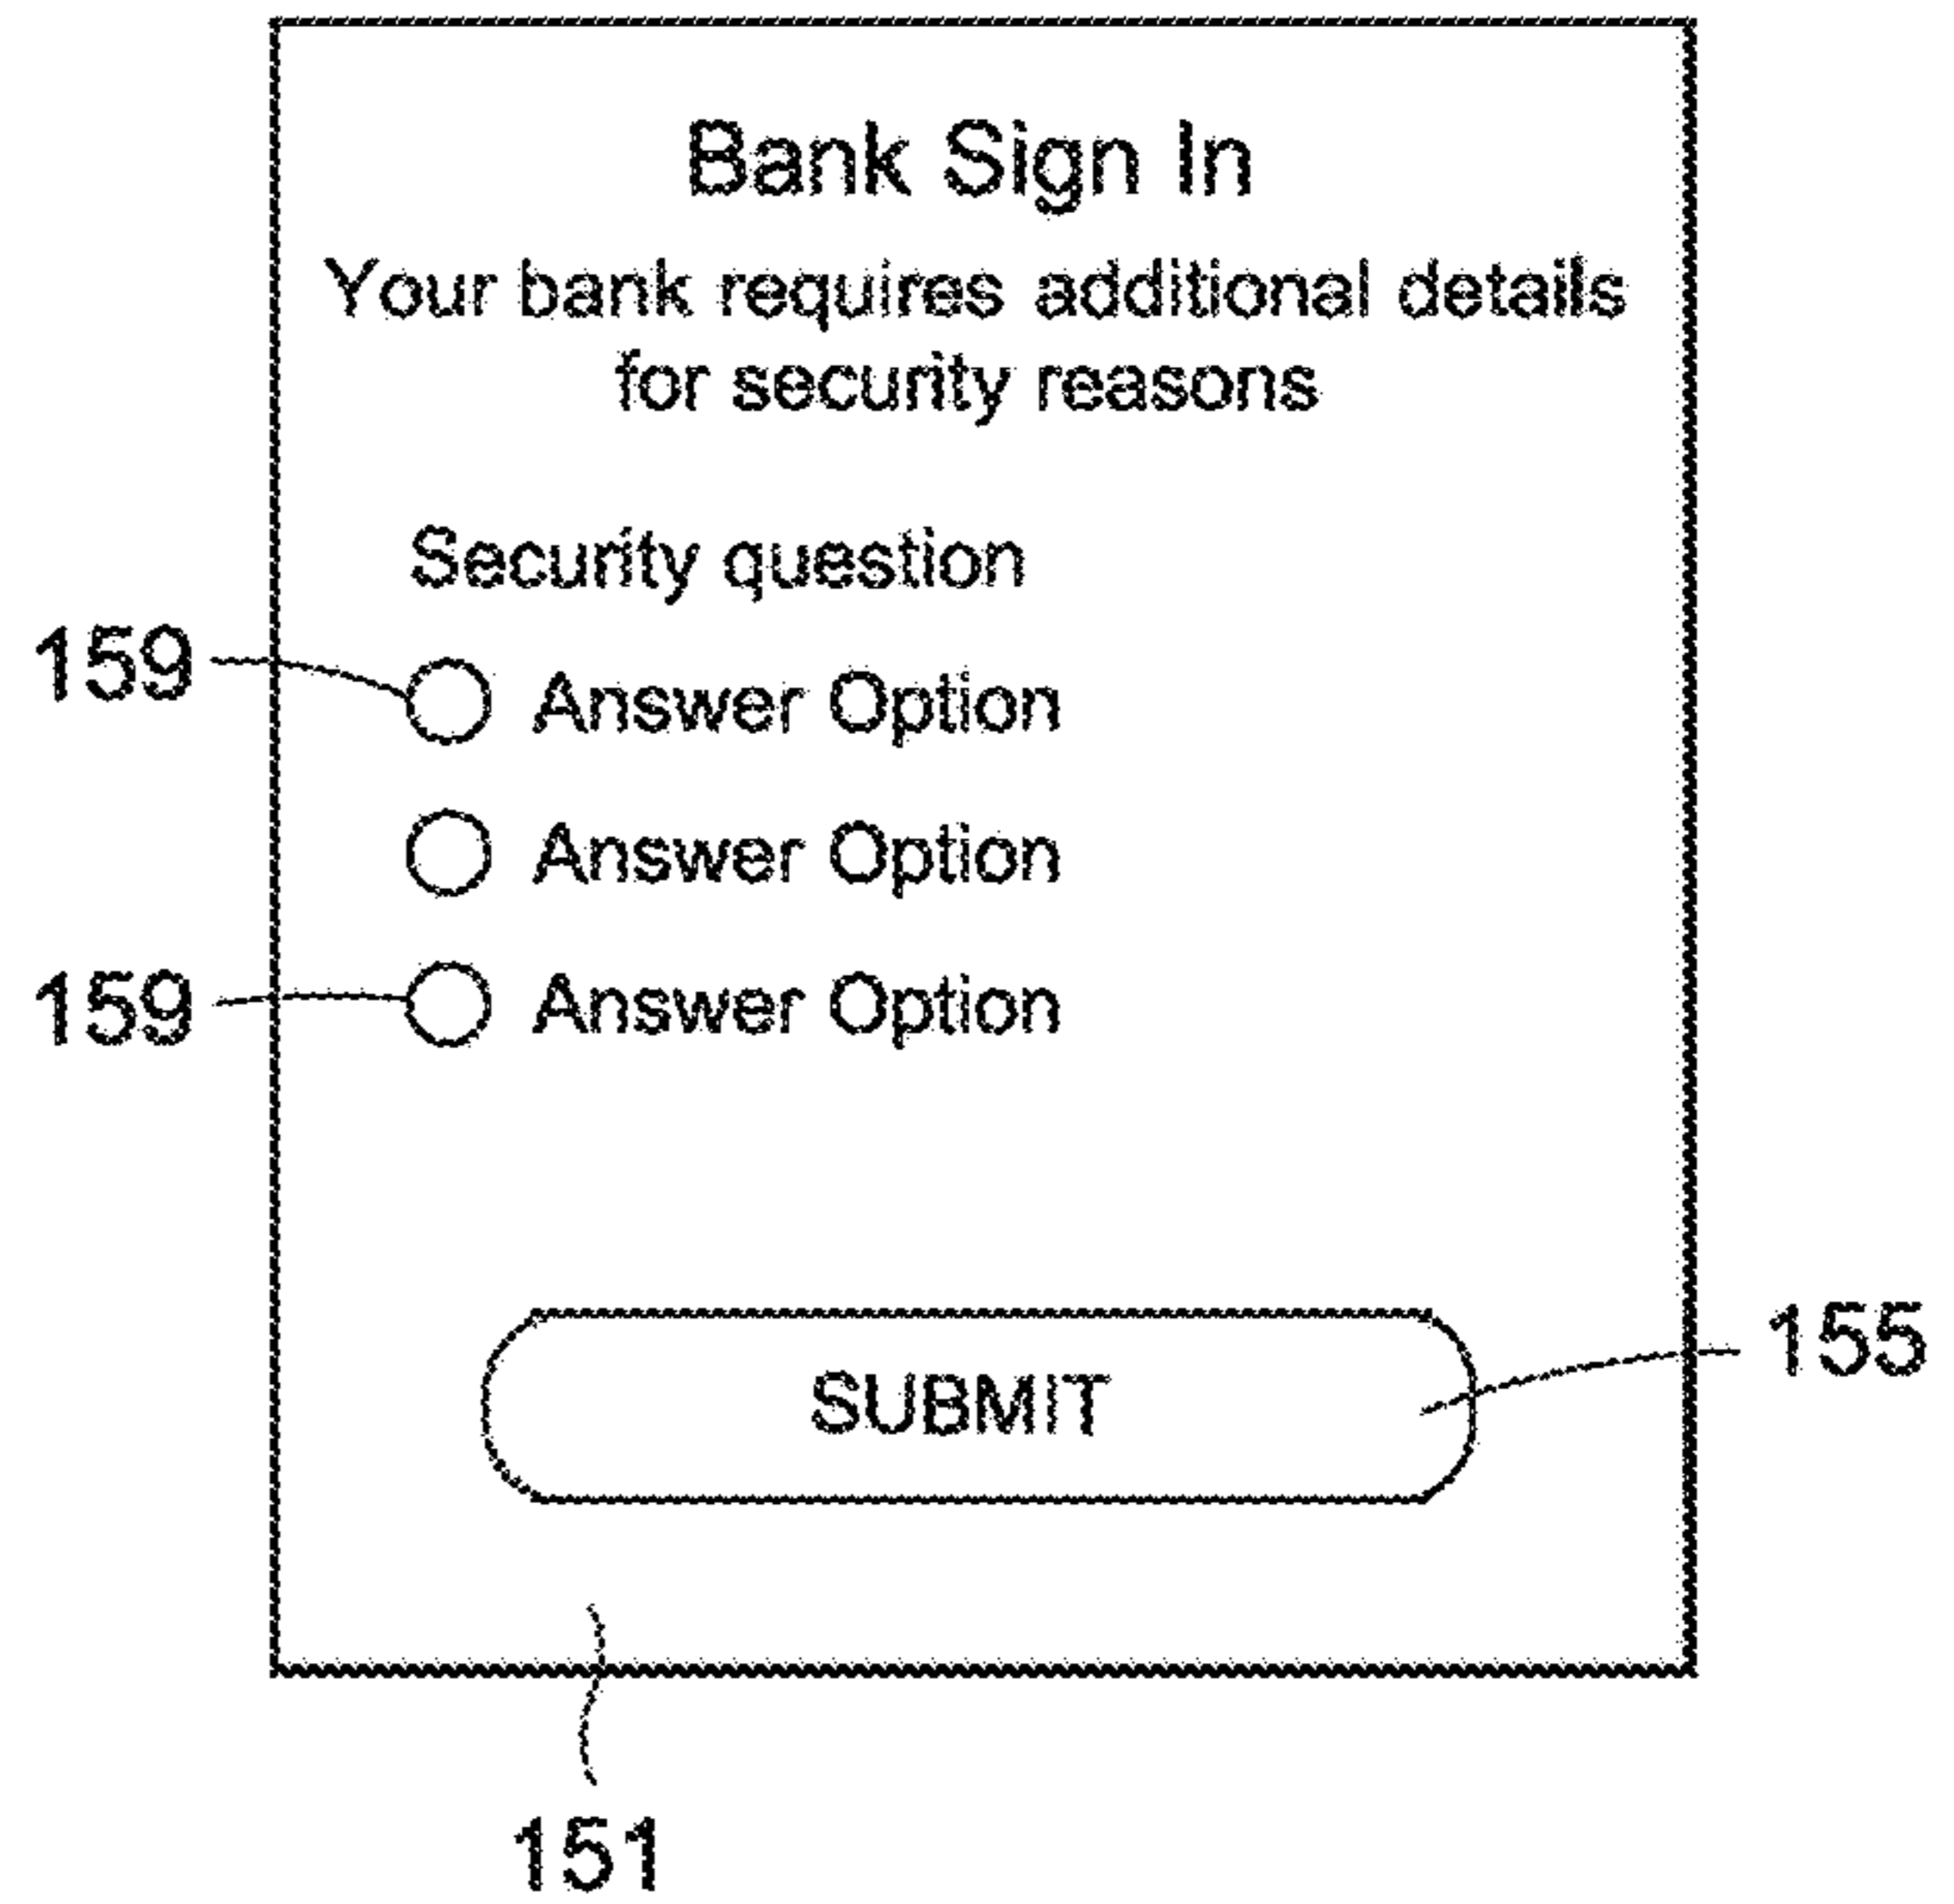 Bank Sign In
Your bank requires additional details
for security reasons
Security question
159
Answer Option
Answer Option
159
Answer Option
SUBMIT
155
151